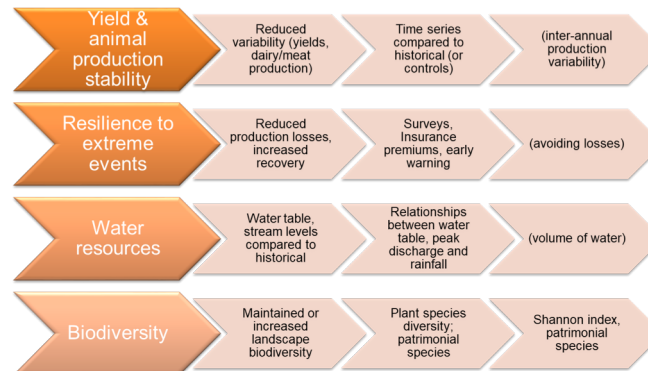 Yield &
animal
production
stability
Reduced
variability (yields,
dairy/meat
production)
Time series
compared to
historical (or
controls)
(inter-annual
production
variability)
Resilience to
extreme
events
Reduced
production losses,
increased
recovery
Surveys,
Insurance
premiums, early
warning
(avoiding losses)
Water
resources
Water table,
stream levels
compared to
historical
Relationships
between water
table, peak
discharge and
rainfall
(volume of water)
Biodiversity
Maintained or
increased
landscape
biodiversity
Plant species
diversity;
patrimonial
species
Shannon index,
patrimonial
species